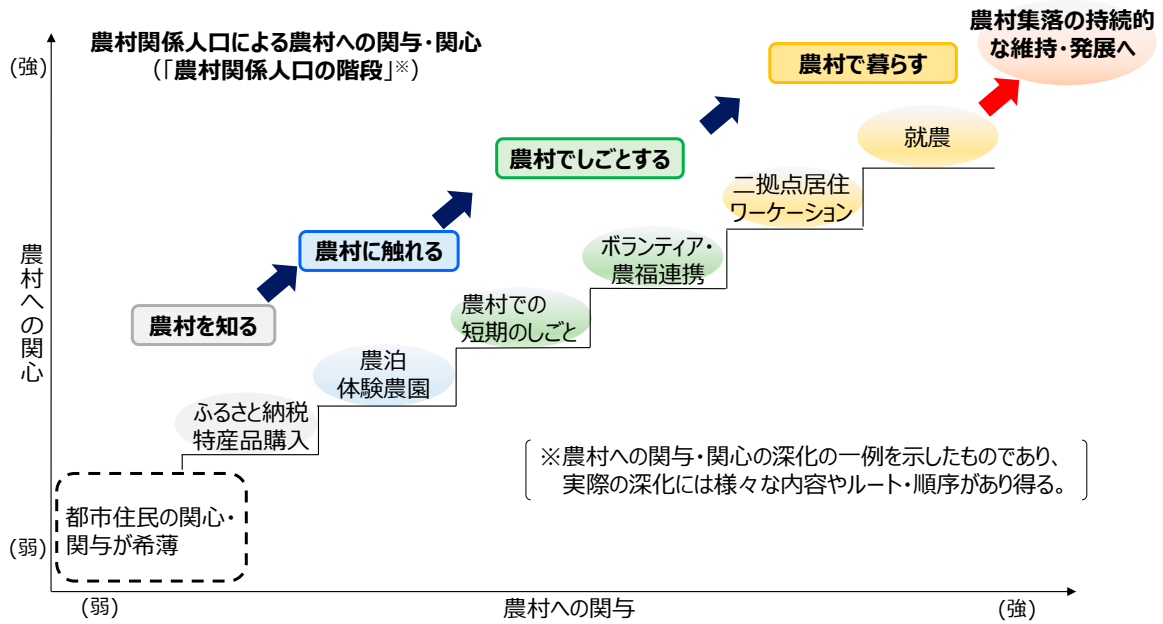 農村関係人口による農村への関与・関心
(「農村関係人口の階段」※)
農村集落の持続的
な維持・発展へ
(強)
農村で暮らす
就農
農村でしごとする
二拠点居住
ワーケーション
農村に触れる
ボランティア・
農福連携
農村を知る
農村での
短期のしごと
農泊
体験農園
ふるさと納税
特産品購入
農村への関心
※農村への関与・関心の深化の一例を示したものであり、
実際の深化には様々な内容やルート・順序があり得る。
都市住民の関心・
関与が希薄
(弱)
(弱)
農村への関与
(強)